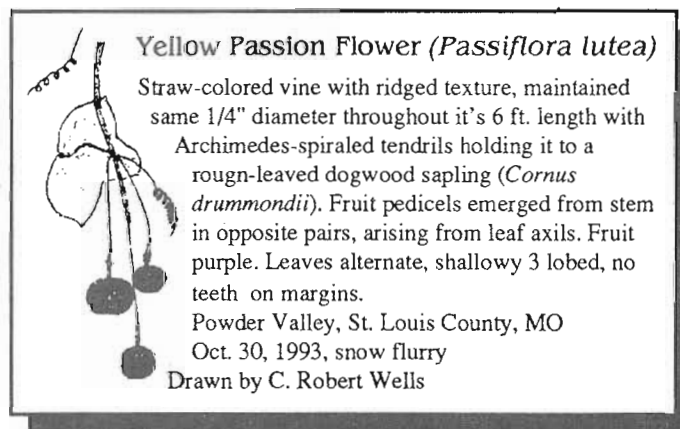 Yellow Passion Flower (Passiflora lutea)
Straw-colored vine with ridged texture, maintained
same 1/4" diameter throughout it's 6 ft. length with
Archimedes-spiraled tendrils holding it to a
rougn-leaved dogwood sapling (Cornus
drummondii). Fruit pedicels emerged from stem
in opposite pairs, arising from leaf axils. Fruit
purple. Leaves alternate, shallowy 3 lobed, no
teeth on margins.
Powder Valley, St. Louis County, MO
Oct. 30, 1993, snow flurry
Drawn by C. Robert Wells